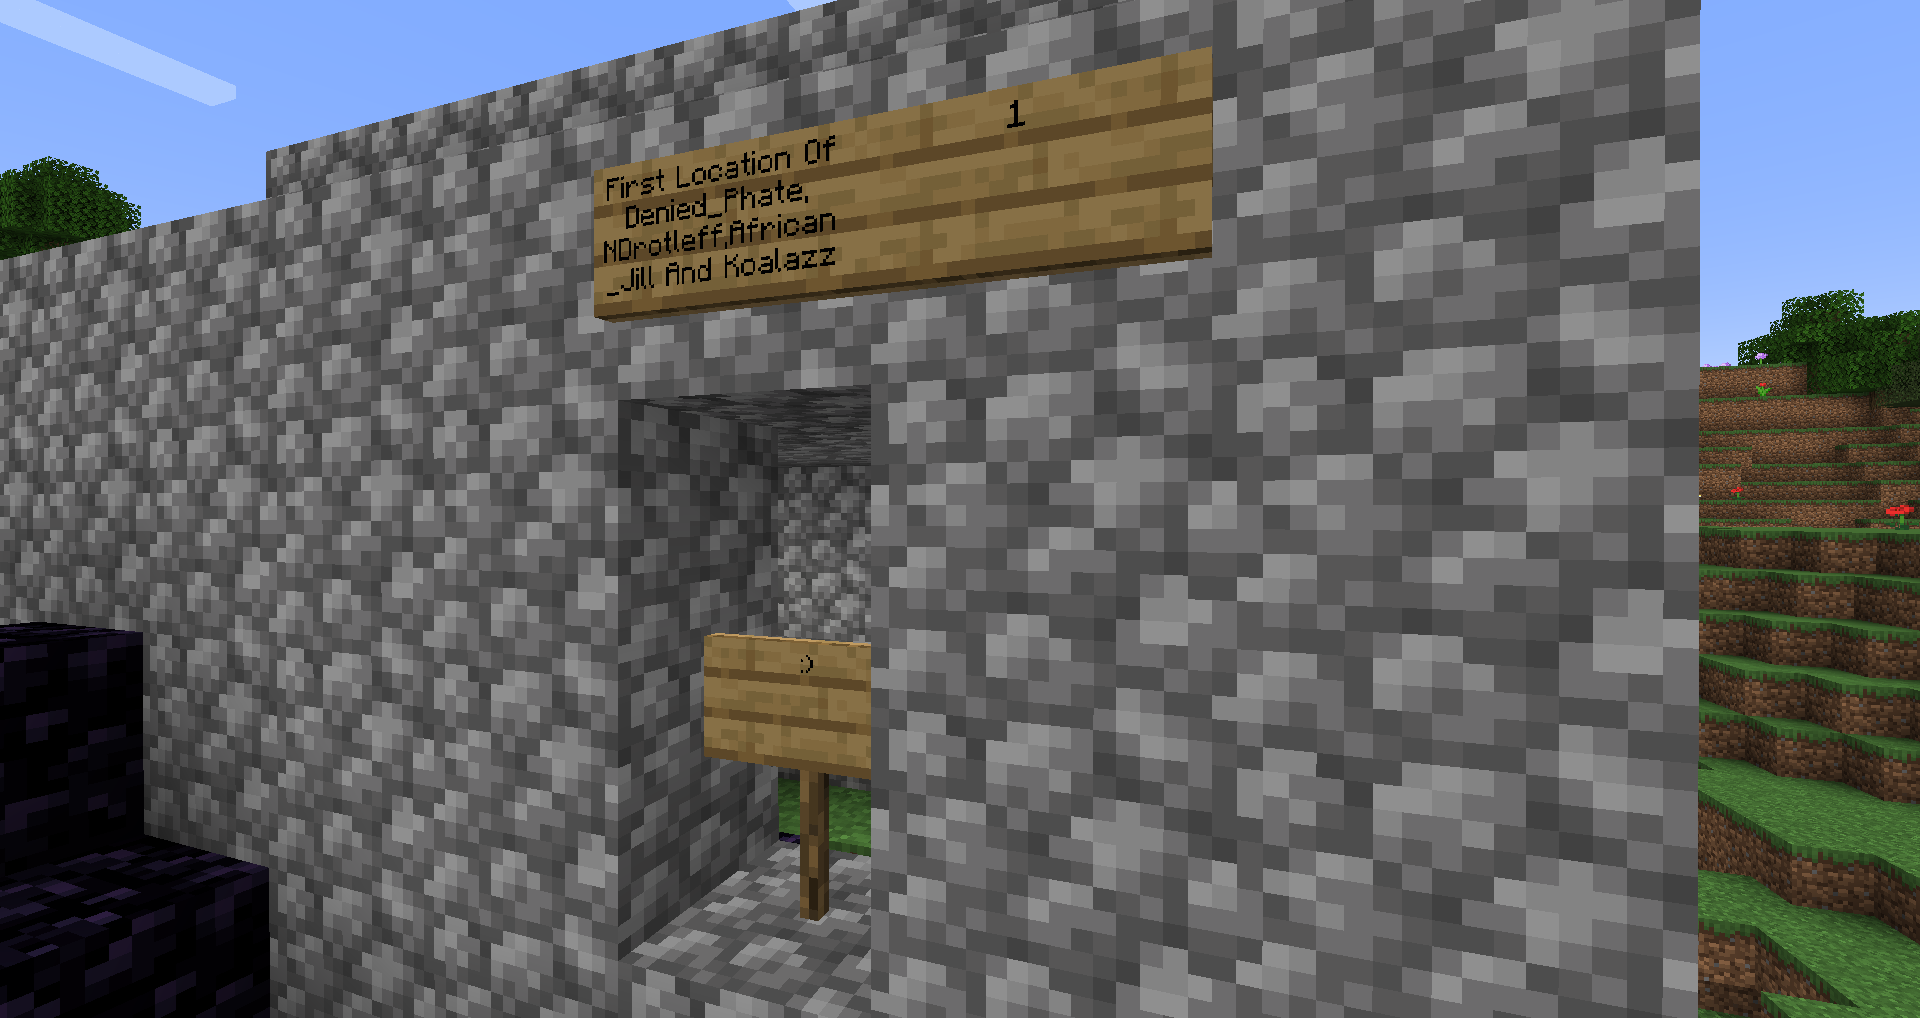 First Location Of
Denied_Phate,
NDrotleff,African
_Jill And Koalazz
1